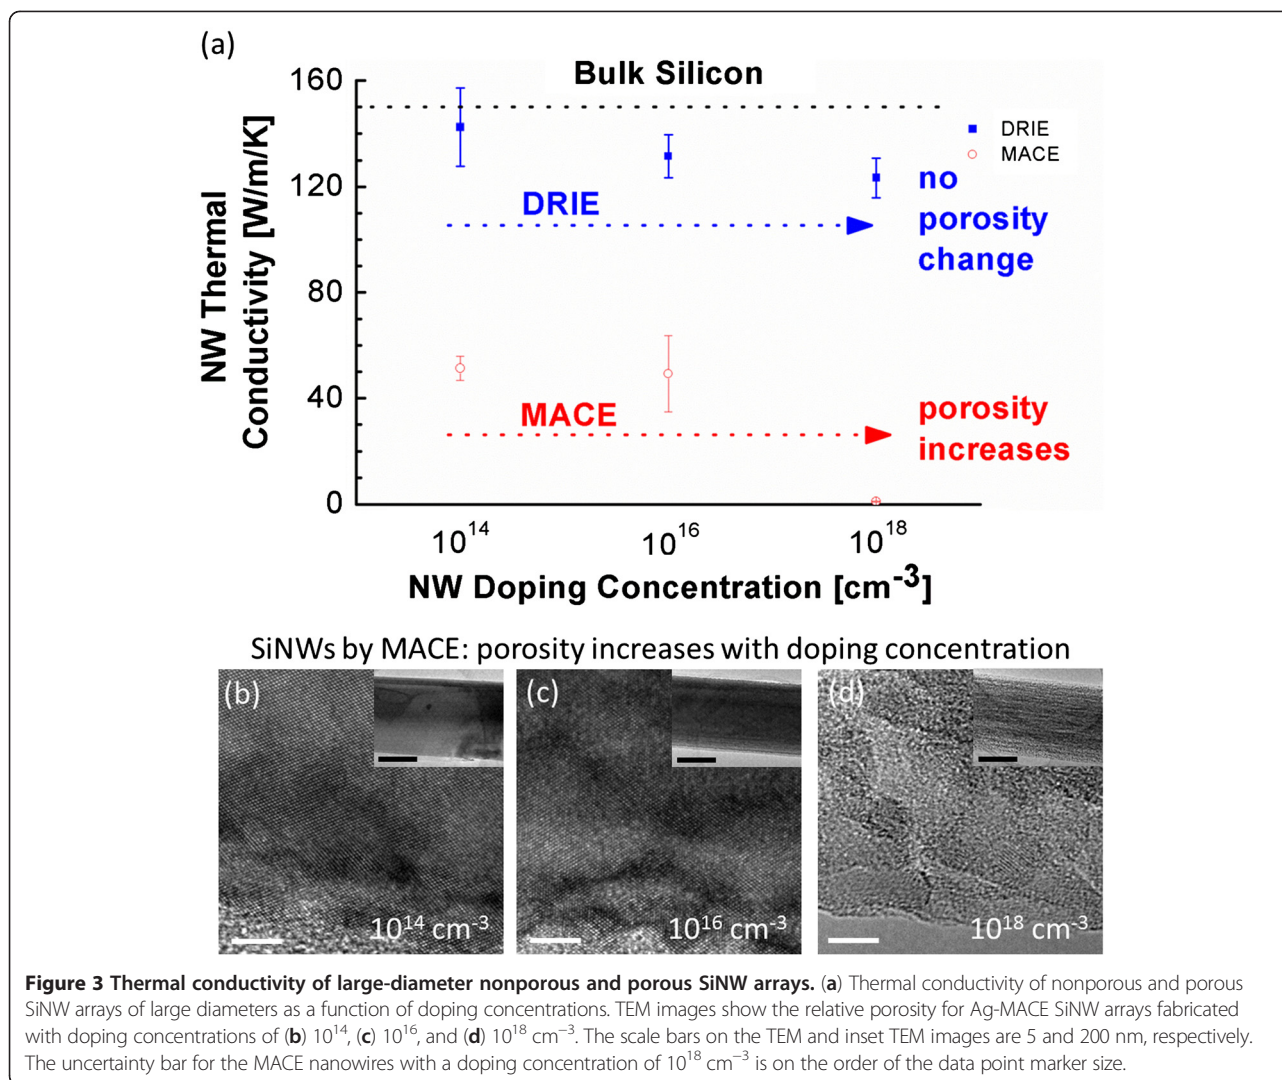 (a)
Bulk Silicon
160
120
80
40
0
NW Thermal
Conductivity [W/m/K]
DRIE
MACE
DRIE
no
porosity
change
MACE
porosity
increases
10^14
10^16
10^18
NW Doping Concentration [cm^-3]
SiNWs by MACE: porosity increases with doping concentration
(b)
(c)
(d)
10^14 cm^-3
10^16 cm^-3
10^18 cm^-3
Figure 3 Thermal conductivity of large-diameter nonporous and porous SiNW arrays. (a) Thermal conductivity of nonporous and porous
SiNW arrays of large diameters as a function of doping concentrations. TEM images show the relative porosity for Ag-MACE SiNW arrays fabricated
with doping concentrations of (b) 10^14, (c) 10^16, and (d) 10^18 cm^−3. The scale bars on the TEM and inset TEM images are 5 and 200 nm, respectively.
The uncertainty bar for the MACE nanowires with a doping concentration of 10^18 cm^−3 is on the order of the data point marker size.